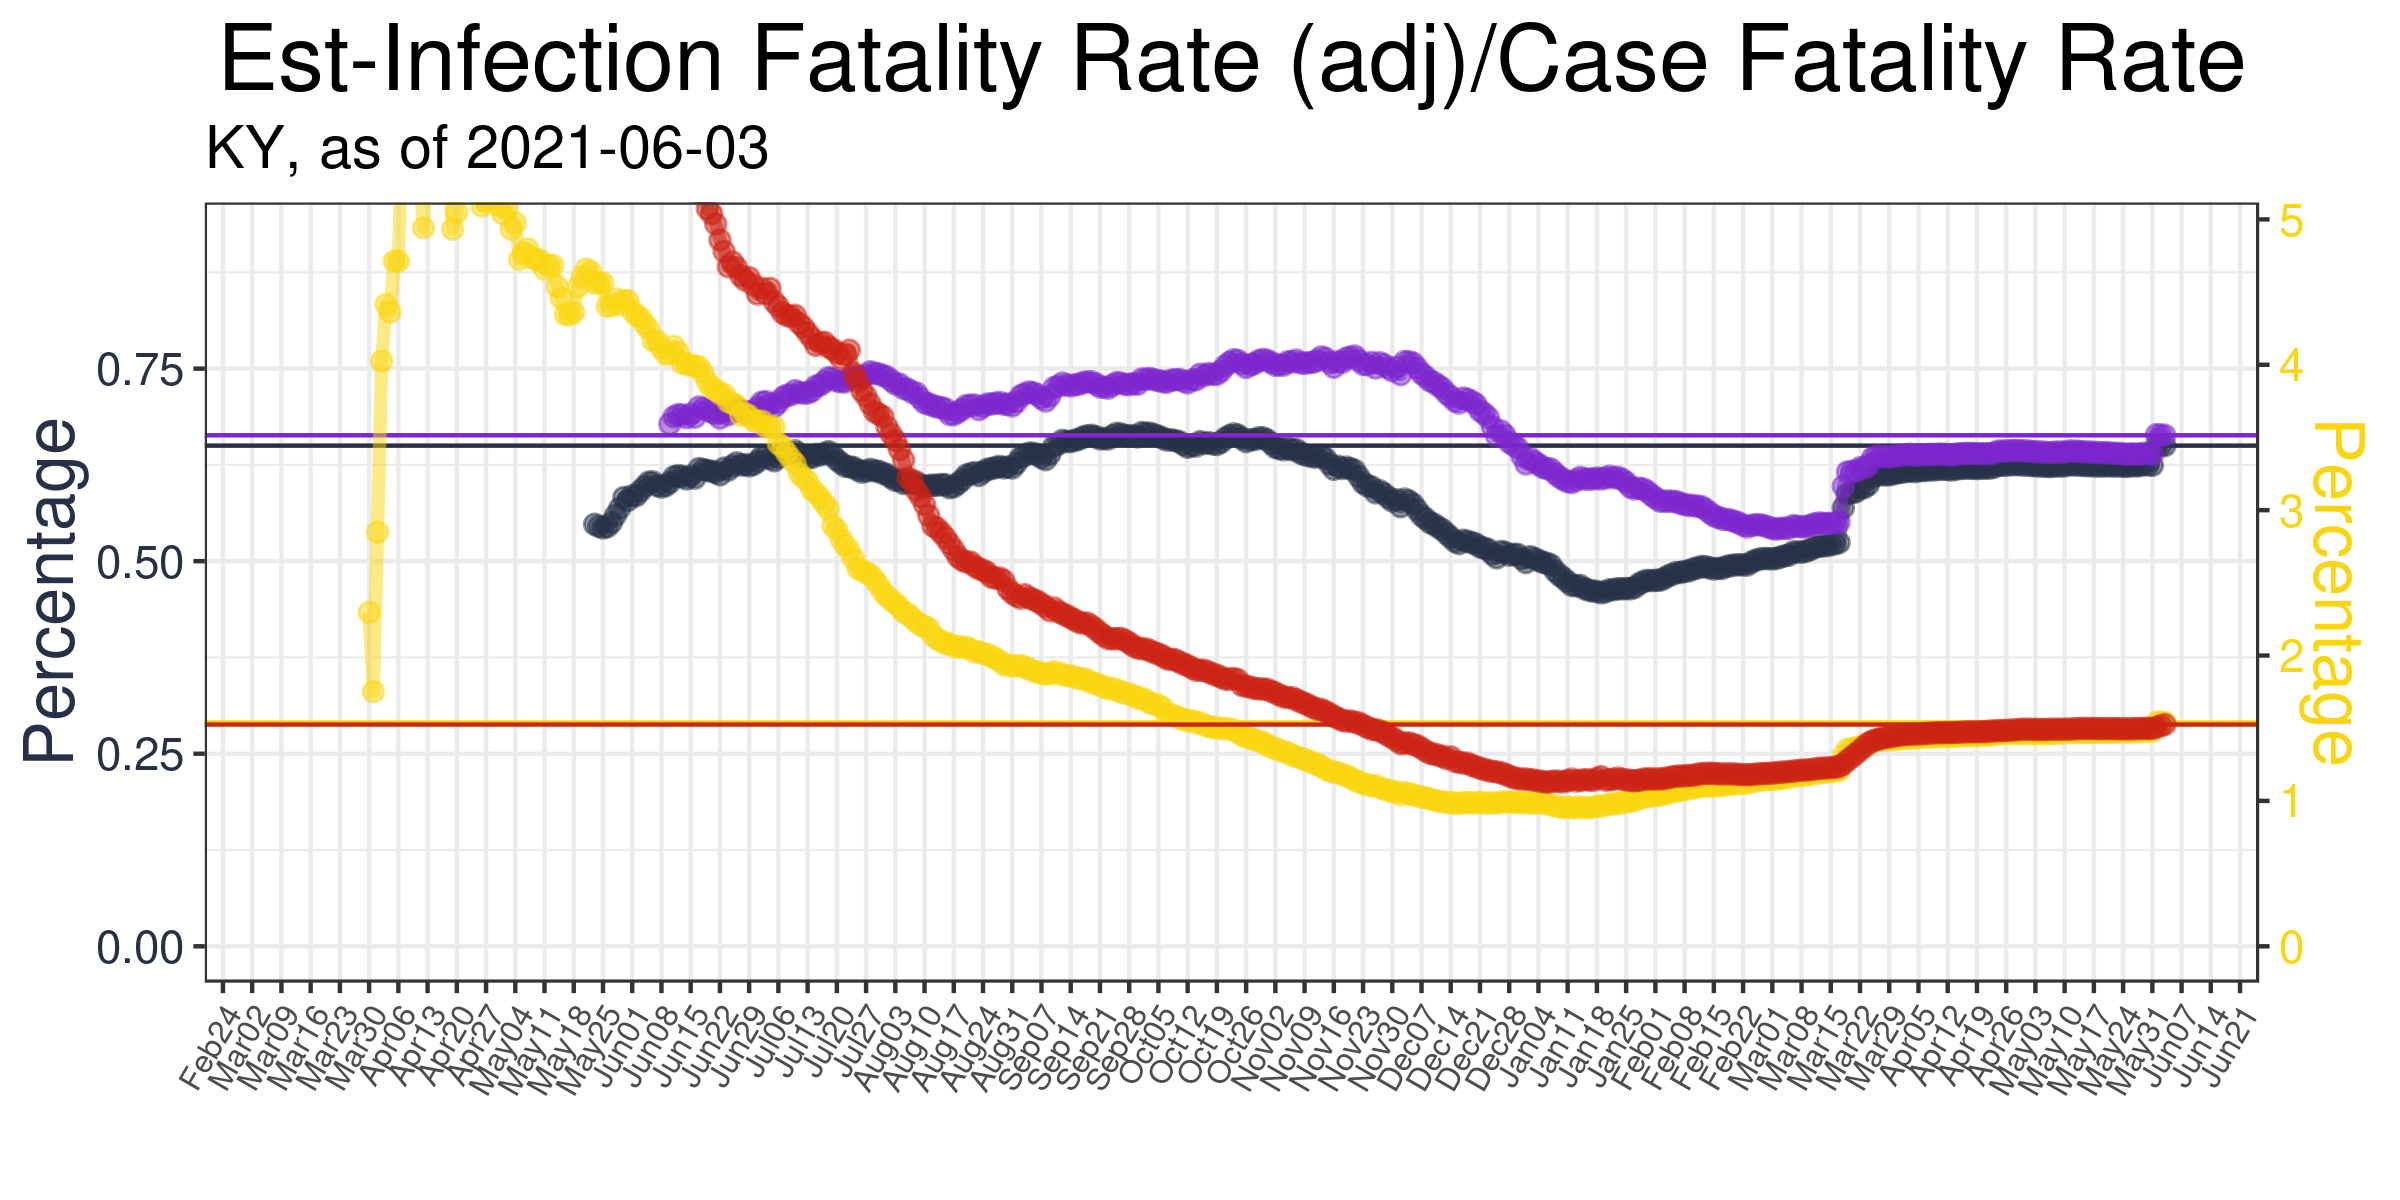 Est-Infection Fatality Rate (adj)/Case Fatality Rate
KY, as of 2021-06-03
Percentage
0.75
0.50
0.25
0.00
5
4
3
2
1
0
Percentage
Feb24
Mar02
Mar09
Mar16
Mar23
Mar30
Apr06
Apr13
Apr20
Apr27
May04
May11
May18
May25
Jun01
Jun08
Jun15
Jun22
Jun29
Jul06
Jul13
Jul20
Jul27
Aug03
Aug10
Aug17
Aug24
Aug31
Sep07
Sep14
Sep21
Sep28
Oct05
Oct12
Oct19
Oct26
Nov02
Nov09
Nov16
Nov23
Nov30
Dec07
Dec14
Dec21
Dec28
Jan04
Jan11
Jan18
Jan25
Feb01
Feb08
Feb15
Feb22
Mar01
Mar08
Mar15
Mar22
Mar29
Apr05
Apr12
Apr19
Apr26
May03
May10
May17
May24
May31
Jun07
Jun14
Jun21